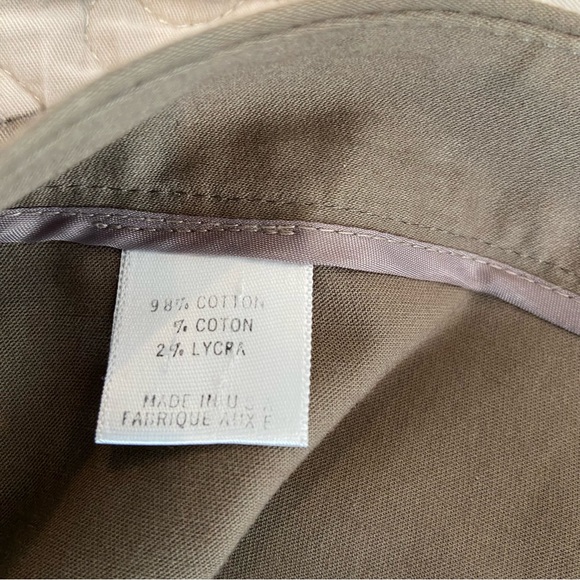 98% COTTON
% COTON
2% LYCRA
MADE IN U S A
FABRIQUE AUX E